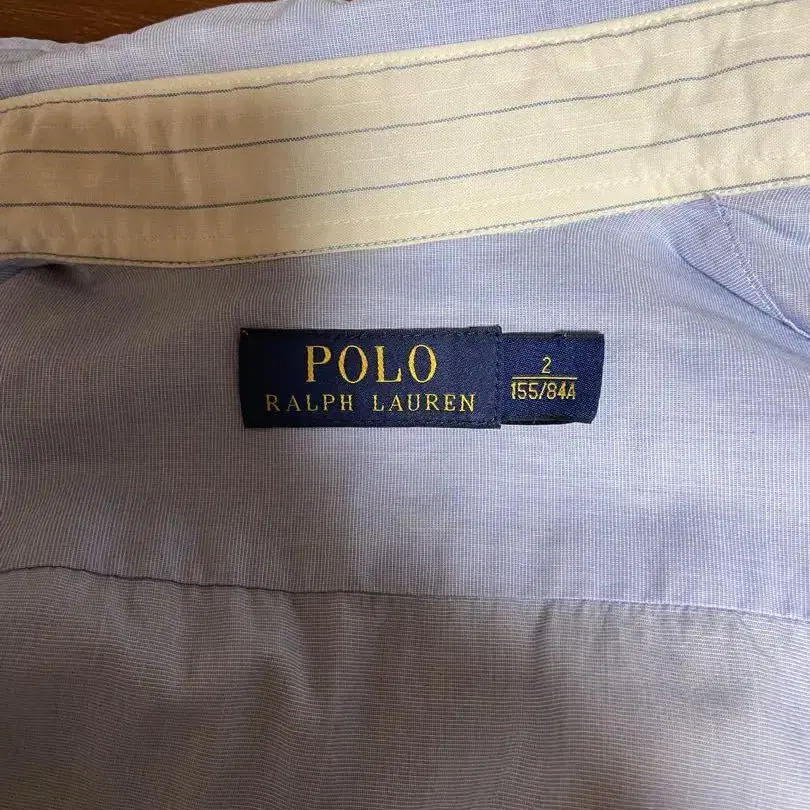 POLO
RALPH LAUREN
2
155/84A